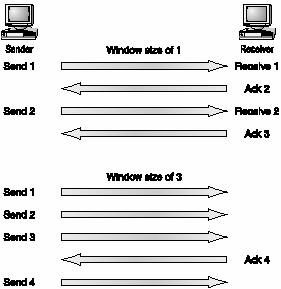 Sender Receiver
Window size of 1
Send 1 Receive 1
Ack 2
Send 2 Receive 2
Ack 3
Window size of 3
Send 1
Send 2
Send 3
Ack 4
Send 4